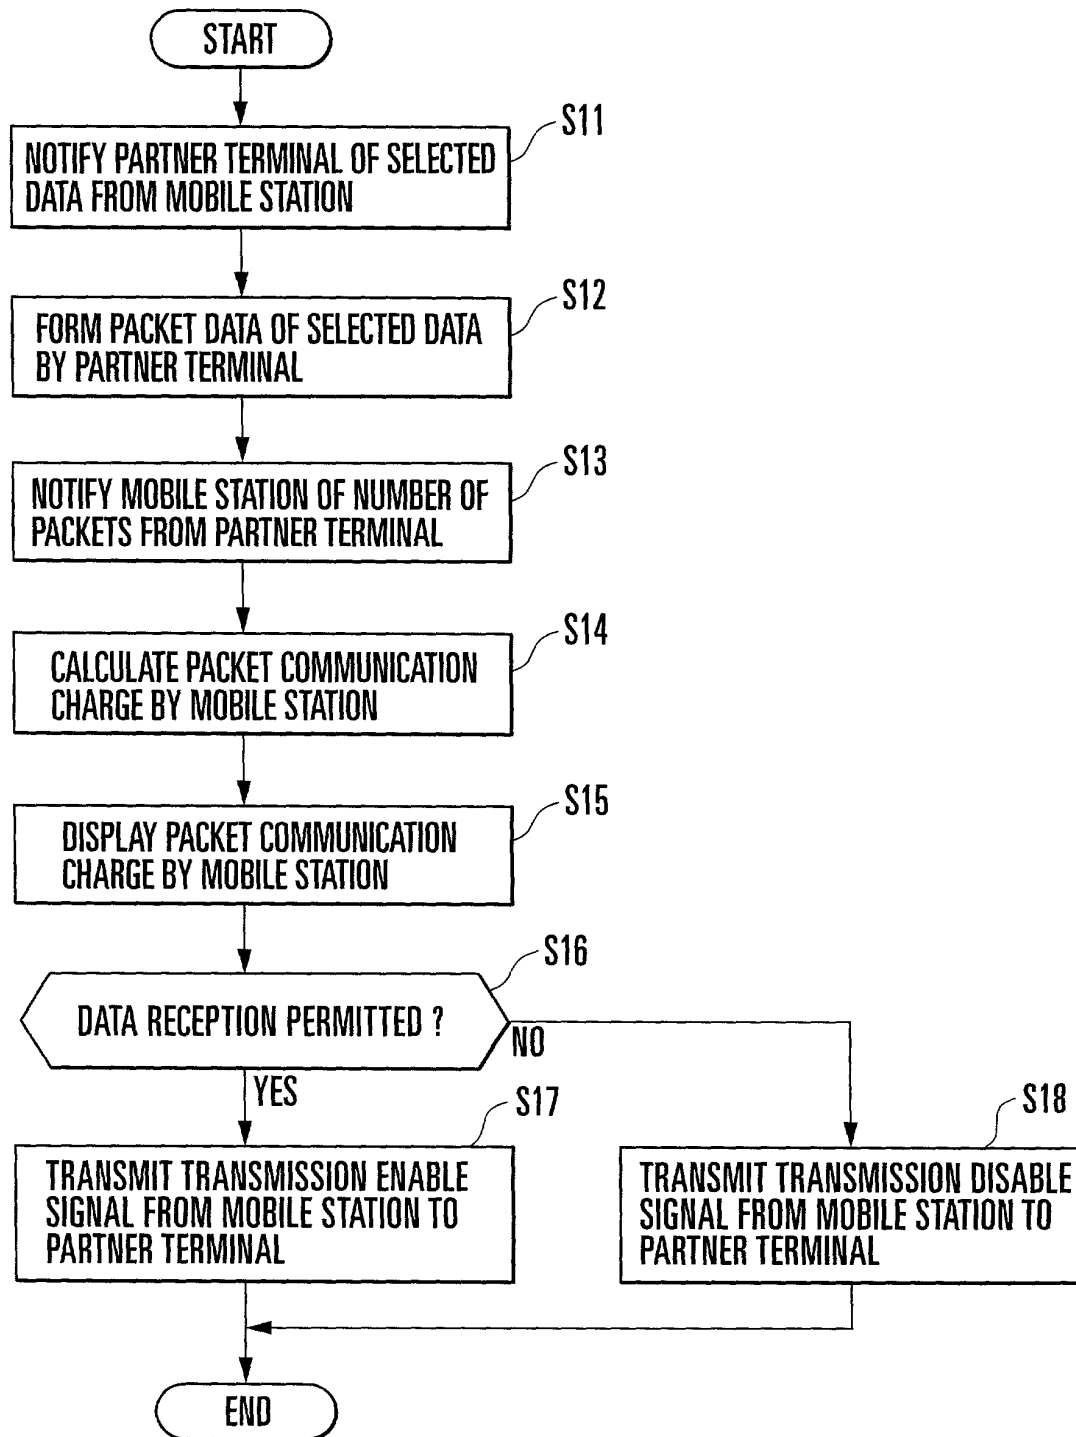 START
S11
NOTIFY PARTNER TERMINAL OF SELECTED
DATA FROM MOBILE STATION
S12
FORM PACKET DATA OF SELECTED DATA
BY PARTNER TERMINAL
S13
NOTIFY MOBILE STATION OF NUMBER OF
PACKETS FROM PARTNER TERMINAL
S14
CALCULATE PACKET COMMUNICATION
CHARGE BY MOBILE STATION
S15
DISPLAY PACKET COMMUNICATION
CHARGE BY MOBILE STATION
S16
DATA RECEPTION PERMITTED ?
NO
YES
S17
TRANSMIT TRANSMISSION ENABLE
SIGNAL FROM MOBILE STATION TO
PARTNER TERMINAL
S18
TRANSMIT TRANSMISSION DISABLE
SIGNAL FROM MOBILE STATION TO
PARTNER TERMINAL
END